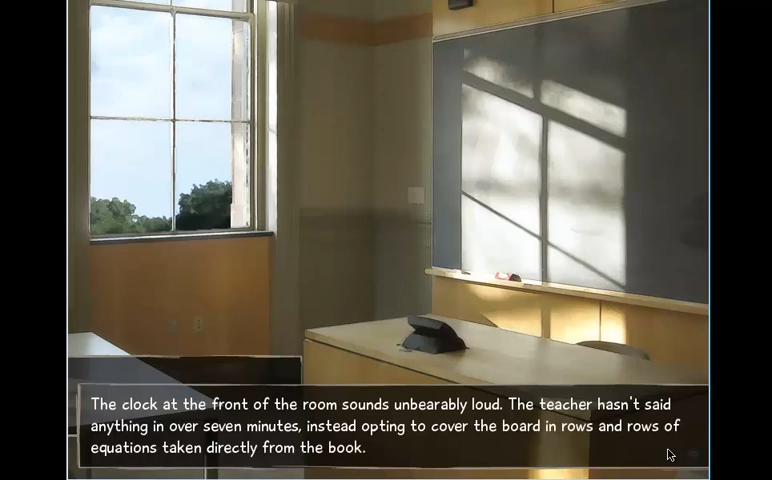 The clock at the front of the room sounds unbearably loud. The teacher hasn't said
anything in over seven minutes, instead opting to cover the board in rows and rows of
equations taken directly from the book.